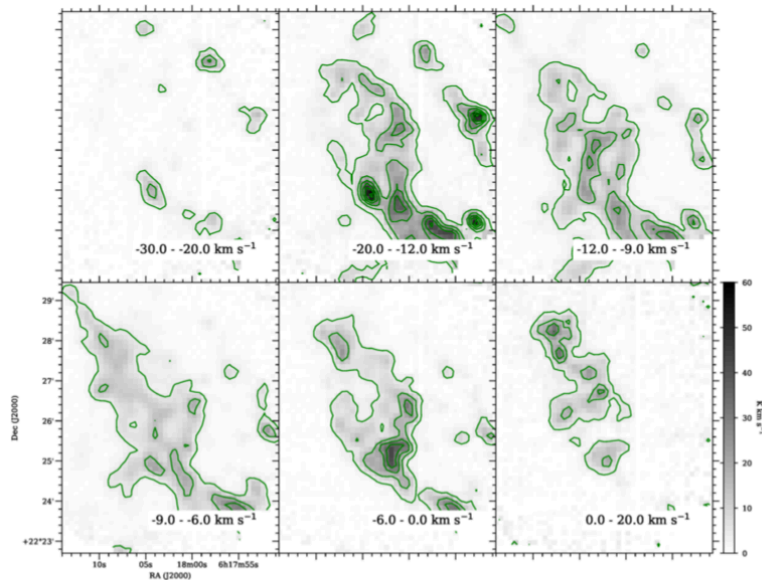 -30.0 - -20.0 km s⁻¹
-20.0 - -12.0 km s⁻¹
-12.0 - -9.0 km s⁻¹
29'
28'
27'
26'
25'
24'
+22°23'
Dec (J2000)
-9.0 - -6.0 km s⁻¹
-6.0 - 0.0 km s⁻¹
0.0 - 20.0 km s⁻¹
10s 05s 18m00s 6h17m55s
RA (J2000)
60
50
40
30
20
10
0
K km s⁻¹